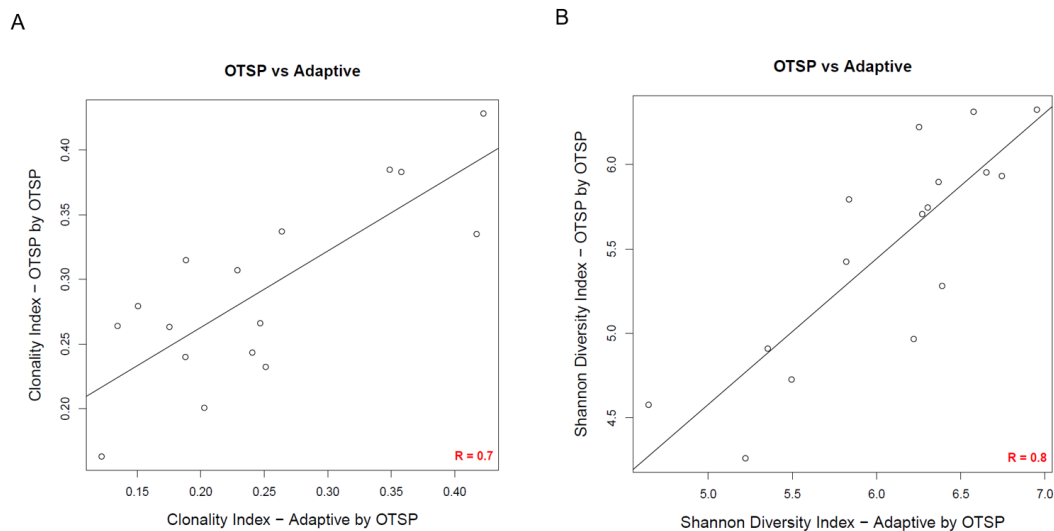 A
OTSP vs Adaptive
Clonality Index − OTSP by OTSP
0.40
0.35
0.30
0.25
0.20
R = 0.7
0.15 0.20 0.25 0.30 0.35 0.40
Clonality Index − Adaptive by OTSP
B
OTSP vs Adaptive
Shannon Diversity Index − OTSP by OTSP
6.0
5.5
5.0
4.5
R = 0.8
5.0 5.5 6.0 6.5 7.0
Shannon Diversity Index − Adaptive by OTSP